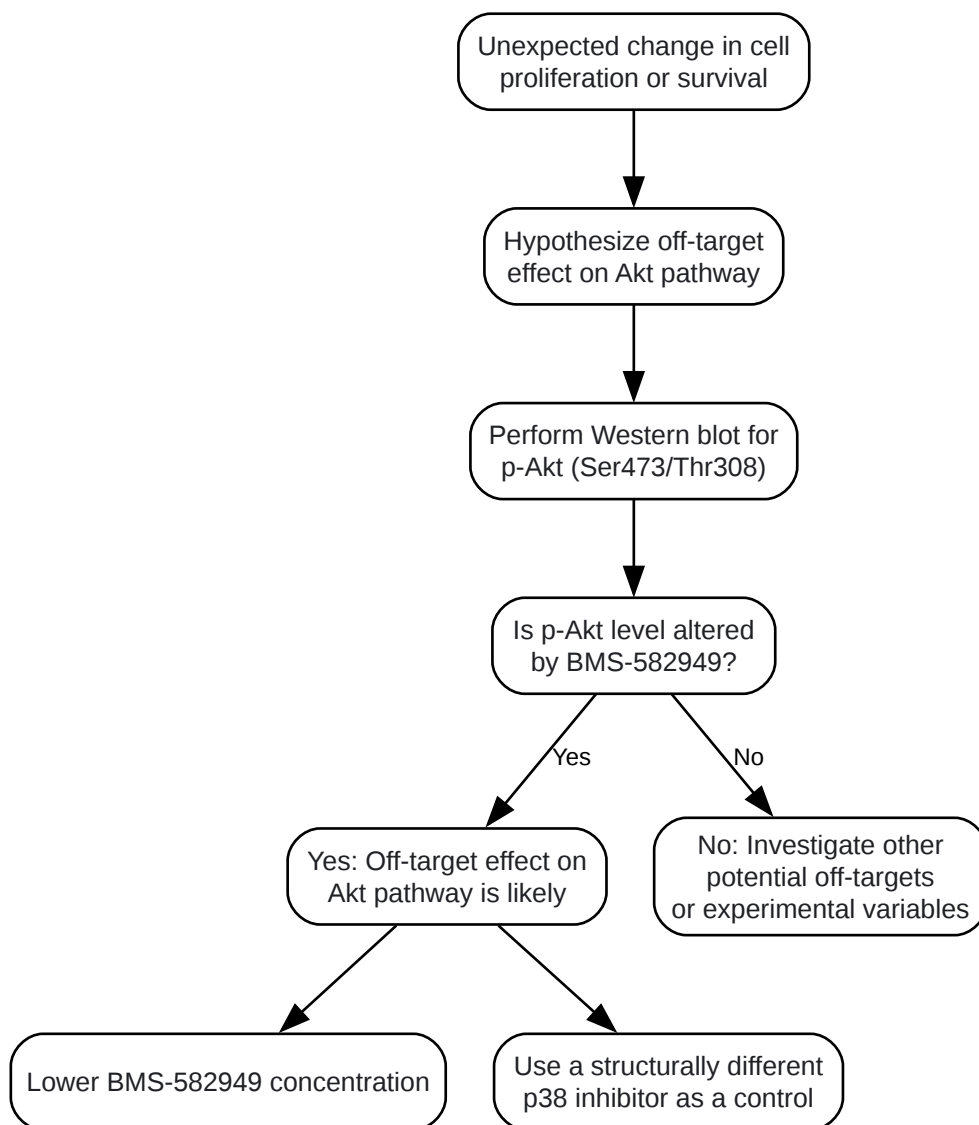 Unexpected change in cell
proliferation or survival
Hypothesize off-target
effect on Akt pathway
Perform Western blot for
p-Akt (Ser473/Thr308)
Is p-Akt level altered
by BMS-582949?
Yes
No
Yes: Off-target effect on
Akt pathway is likely
No: Investigate other
potential off-targets
or experimental variables
Lower BMS-582949 concentration
Use a structurally different
p38 inhibitor as a control